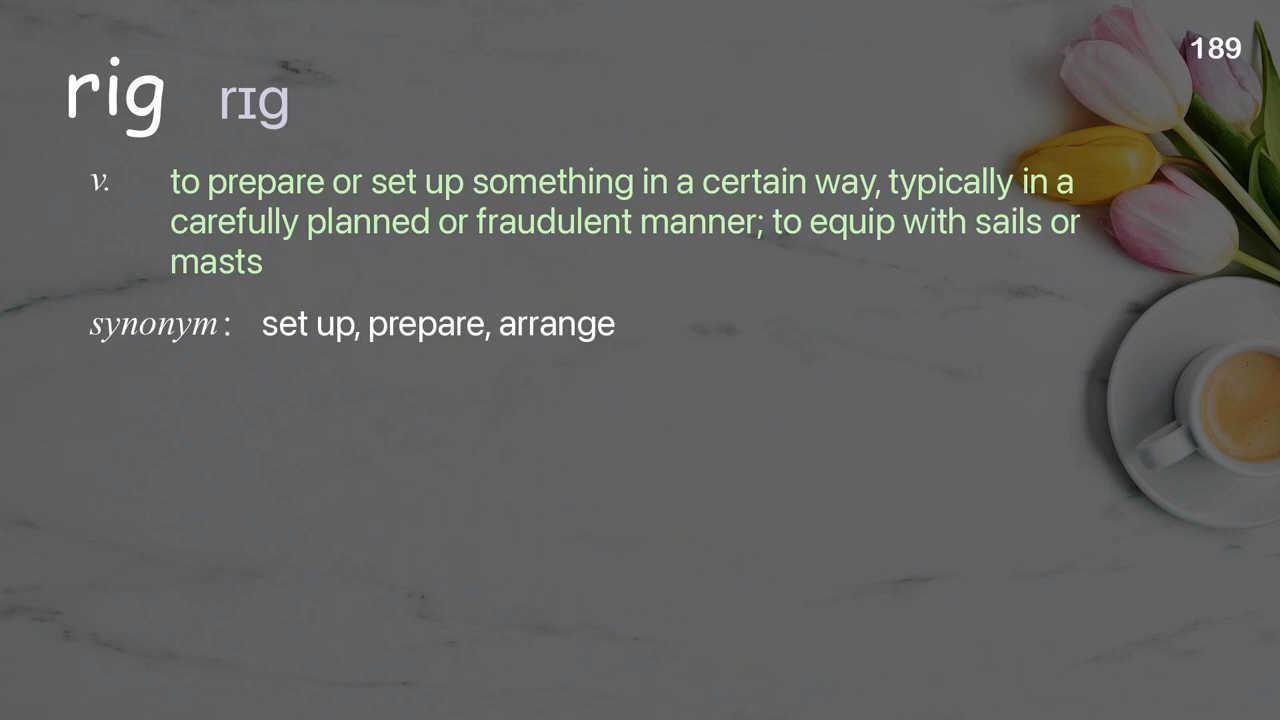 189
rig rɪg
v. to prepare or set up something in a certain way, typically in a
carefully planned or fraudulent manner; to equip with sails or
masts
synonym: set up, prepare, arrange